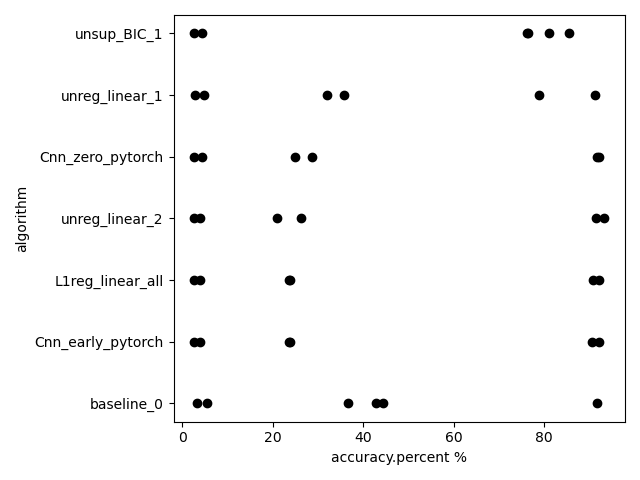 unsup_BIC_1
unreg_linear_1
Cnn_zero_pytorch
unreg_linear_2
L1reg_linear_all
Cnn_early_pytorch
baseline_0
algorithm
0 20 40 60 80
accuracy.percent %